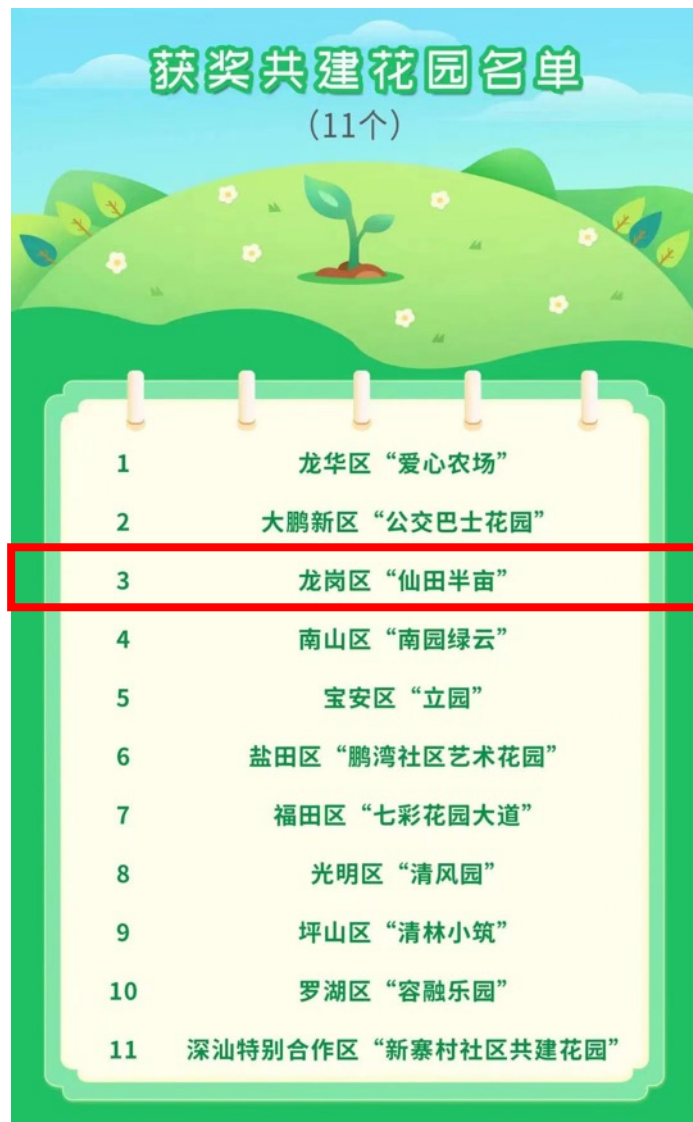 获奖共建花园名单
（11个）
1 龙华区“爱心农场”
2 大鹏新区“公交巴士花园”
3 龙岗区“仙田半亩”
4 南山区“南园绿云”
5 宝安区“立园”
6 盐田区“鹏湾社区艺术花园”
7 福田区“七彩花园大道”
8 光明区“清风园”
9 坪山区“清林小筑”
10 罗湖区“容融乐园”
11 深汕特别合作区“新寨村社区共建花园”